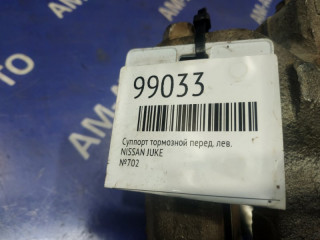 99033
Суппорт тормозной перед. лев.
NISSAN JUKE
№702